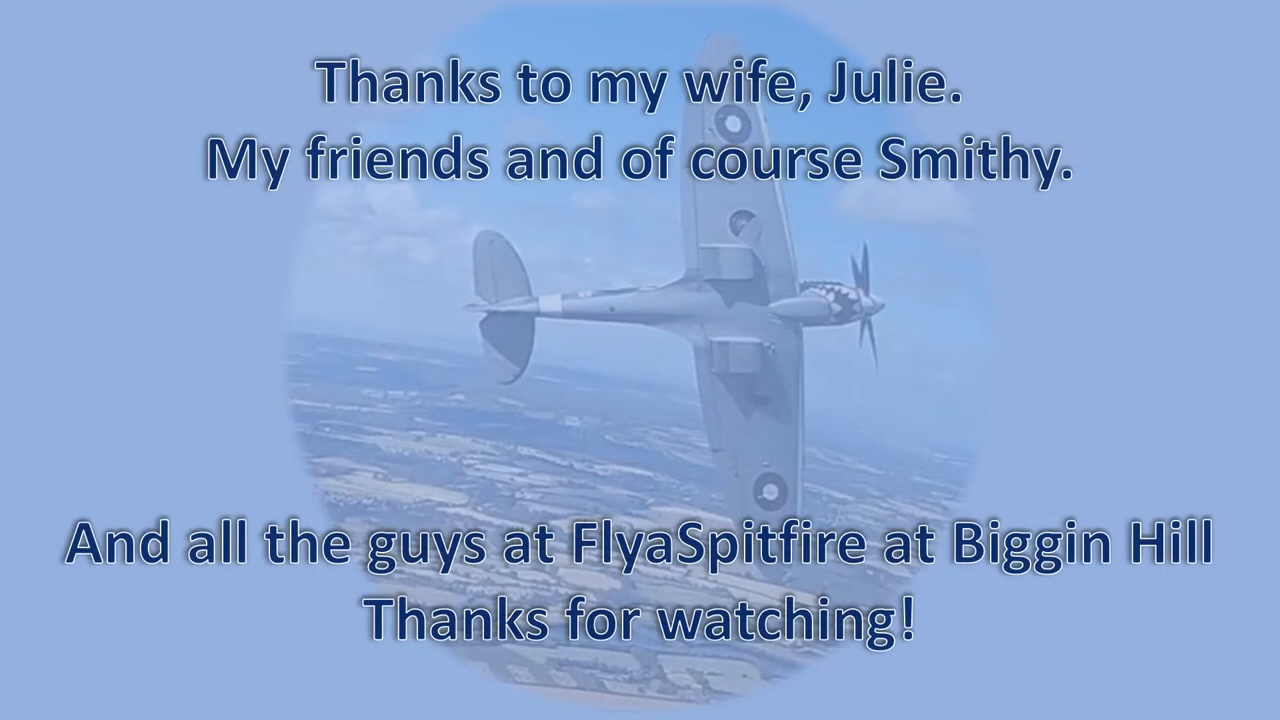 Thanks to my wife, Julie.
My friends and of course Smithy.
And all the guys at FlyaSpitfire at Biggin Hill
Thanks for watching!